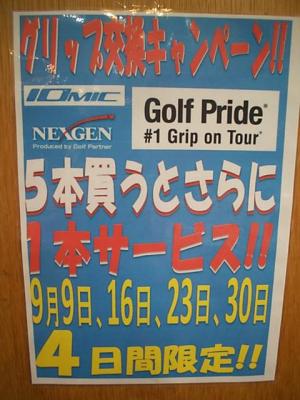 グリップ交換キャンペーン!!
IOMIC
NEXGEN
Produced by Golf Partner
Golf Pride®
#1 Grip on Tour®
5本買うとさらに
1本サービス!!
9月9日、16日、23日、30日
4日間限定!!